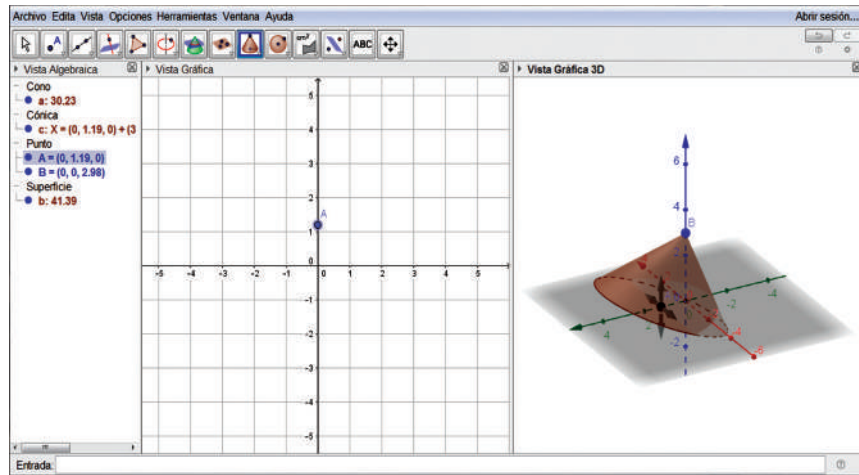 Archivo Edita Vista Opciones Herramientas Ventana Ayuda
Abrir sesión...
A
ABC
Vista Algebraica
Cono
a: 30.23
Cónica
c: X = (0, 1.19, 0) + (3
Punto
A = (0, 1.19, 0)
B = (0, 0, 2.98)
Superficie
b: 41.39
Vista Gráfica
5
4
3
2
1
0
-1
-2
-3
-4
-5
-5 -4 -3 -2 -1 0 1 2 3 4 5
A
Vista Gráfica 3D
6
4
B
2
-2
-4
4
-4
-6
-2
Entrada: